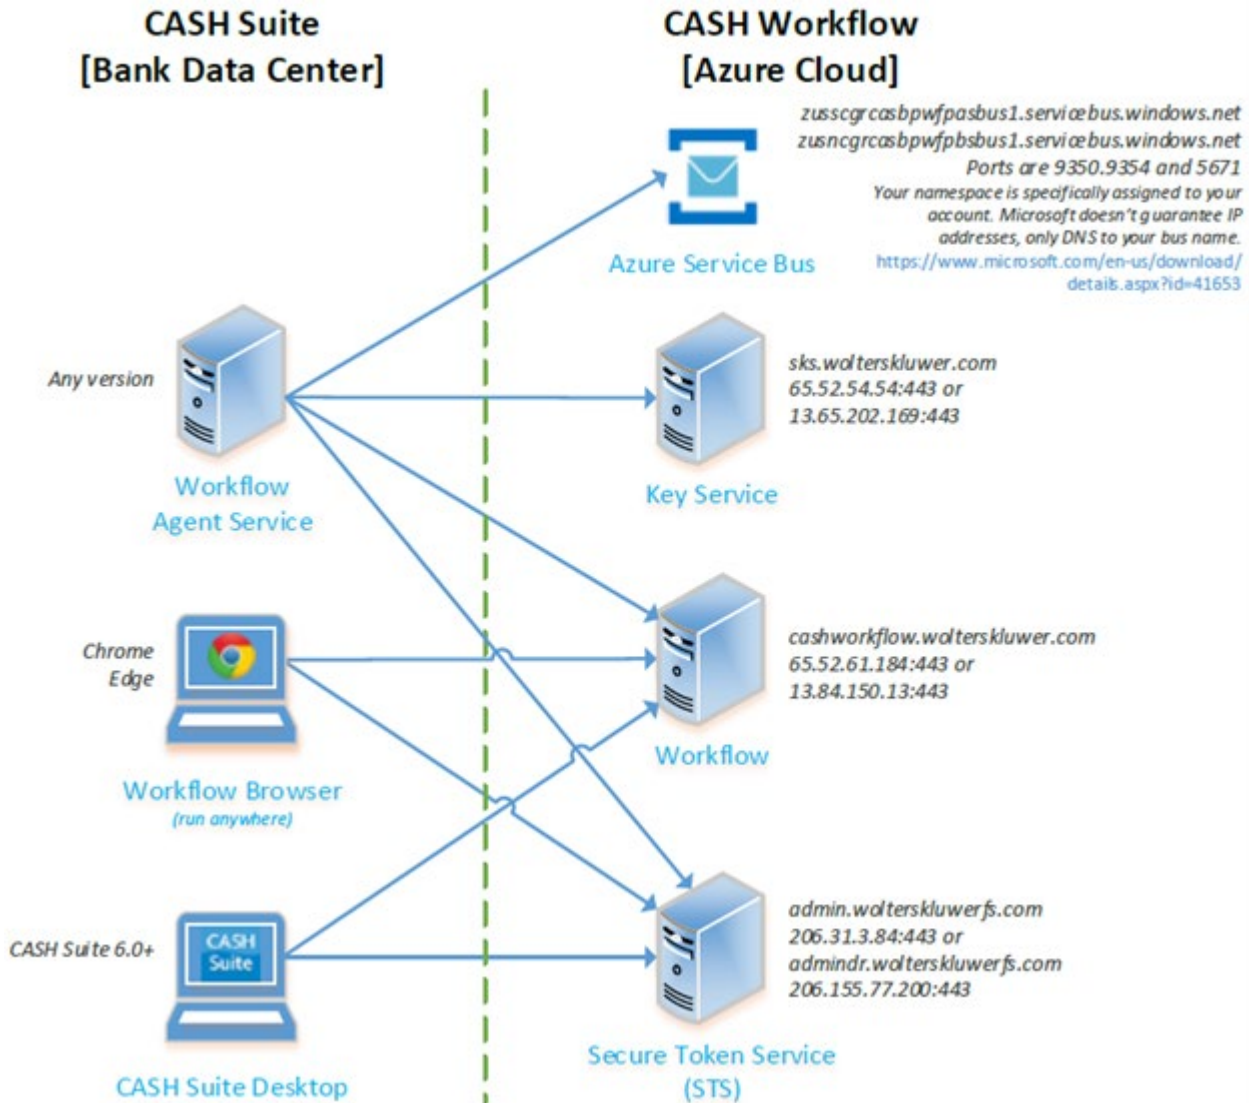 CASH Suite
[Bank Data Center]
CASH Workflow
[Azure Cloud]
zusscgrcasbpwfpasbus1.servicebus.windows.net
zusncgrcasbpwfpbsbus1.servicebus.windows.net
Ports are 9350.9354 and 5671
Your namespace is specifically assigned to your
account. Microsoft doesn't guarantee IP
addresses, only DNS to your bus name.
https://www.microsoft.com/en-us/download/
details.aspx?id=41653
Azure Service Bus
Any version
Workflow
Agent Service
sks.wolterskluwer.com
65.52.54.54:443 or
13.65.202.169:443
Key Service
Chrome
Edge
Workflow Browser
(run anywhere)
cashworkflow.wolterskluwer.com
65.52.61.184:443 or
13.84.150.13:443
Workflow
CASH Suite 6.0+
CASH
Suite
CASH Suite Desktop
admin.wolterskluwerfs.com
206.31.3.84:443 or
admindr.wolterskluwerfs.com
206.155.77.200:443
Secure Token Service
(STS)